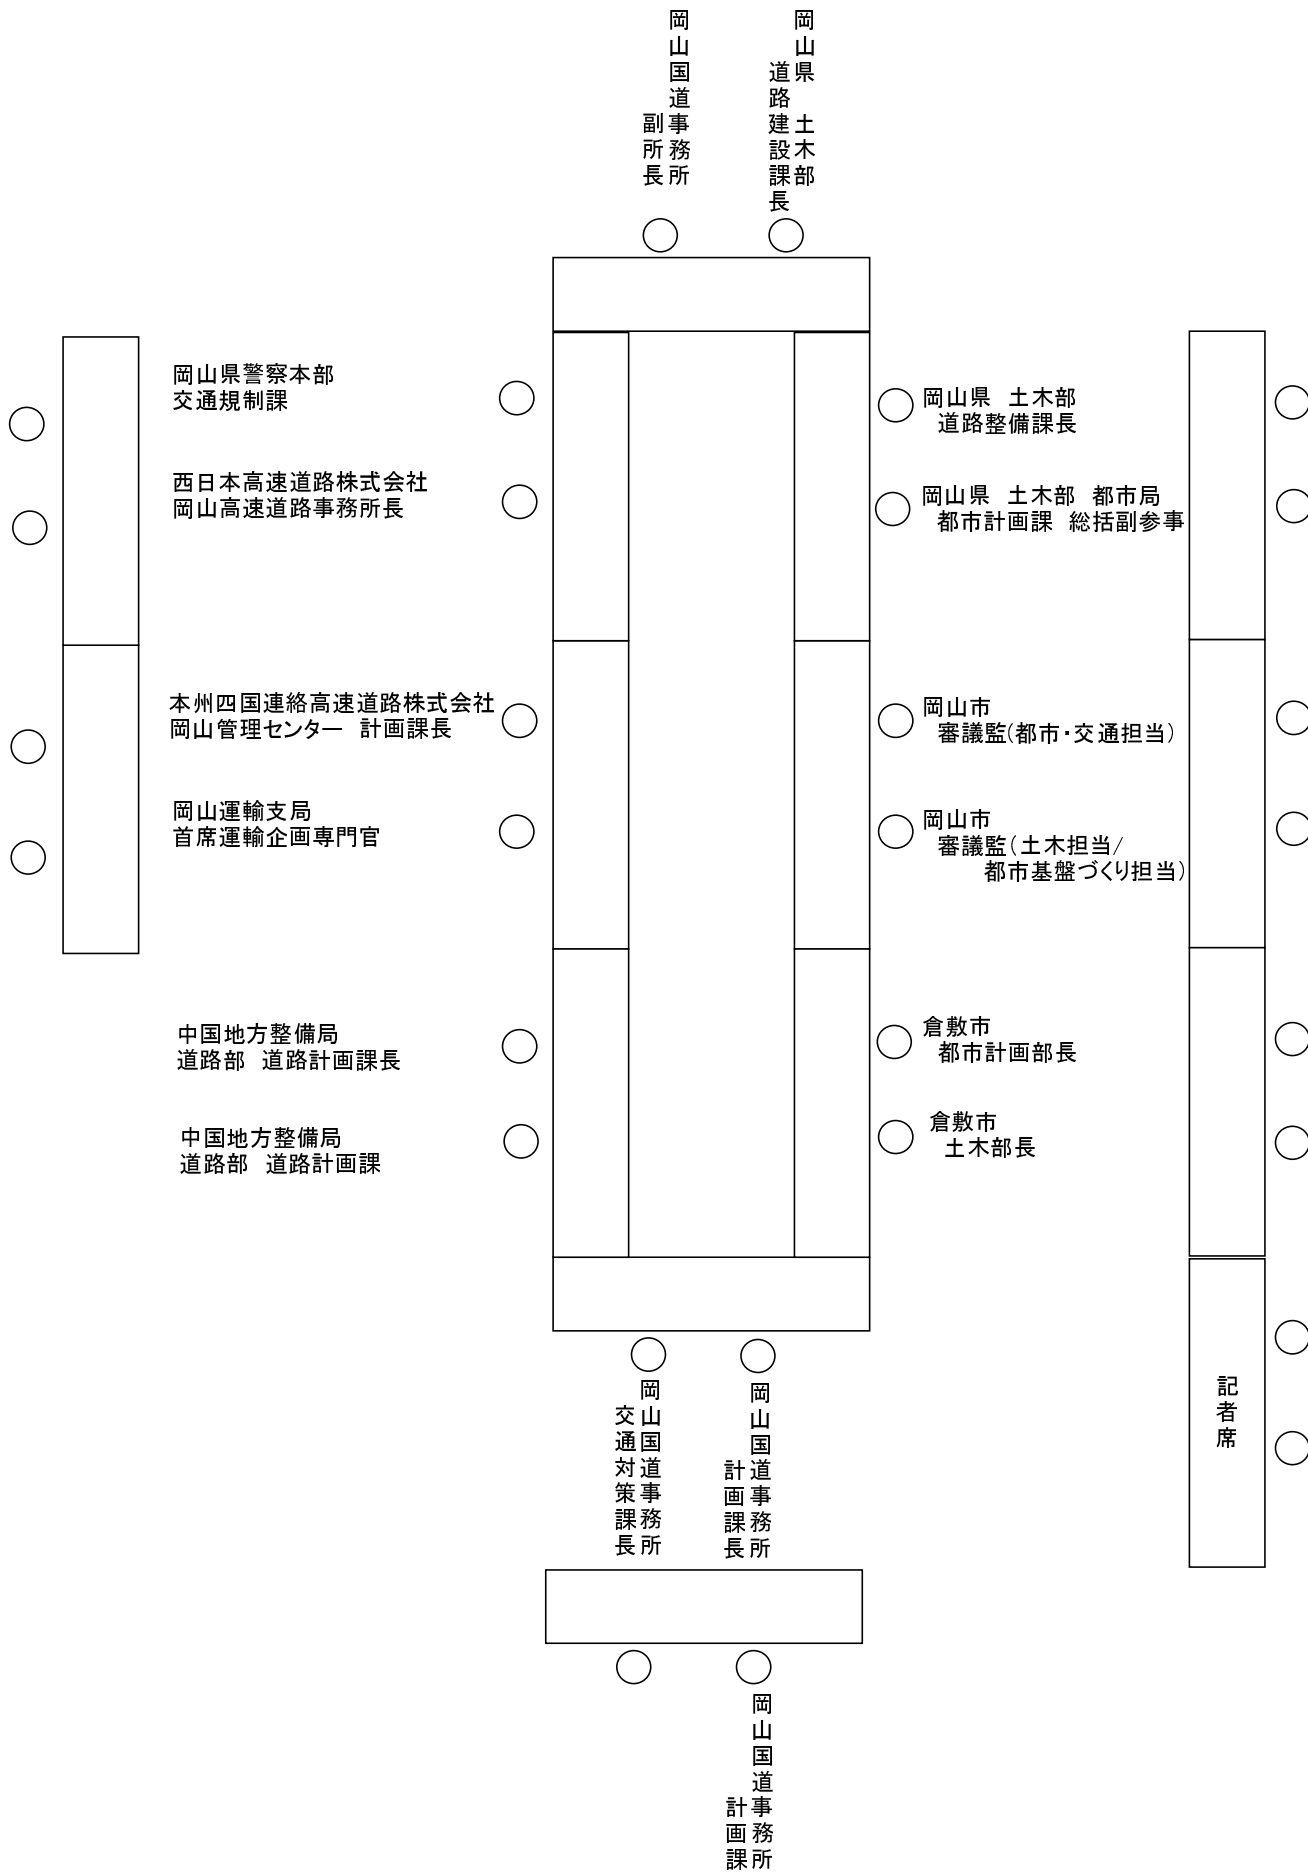 岡山国道事務所
副所長
岡山県　土木部
道路建設課長
岡山県警察本部
交通規制課
西日本高速道路株式会社
岡山高速道路事務所長
本州四国連絡高速道路株式会社
岡山管理センター　計画課長
岡山運輸支局
首席運輸企画専門官
中国地方整備局
道路部　道路計画課長
中国地方整備局
道路部　道路計画課
岡山県　土木部
道路整備課長
岡山県　土木部　都市局
都市計画課　総括副参事
岡山市
審議監(都市・交通担当)
岡山市
審議監(土木担当/
都市基盤づくり担当)
倉敷市
都市計画部長
倉敷市
土木部長
記者席
岡山国道事務所
交通対策課長
岡山国道事務所
計画課長
岡山国道事務所
計画課